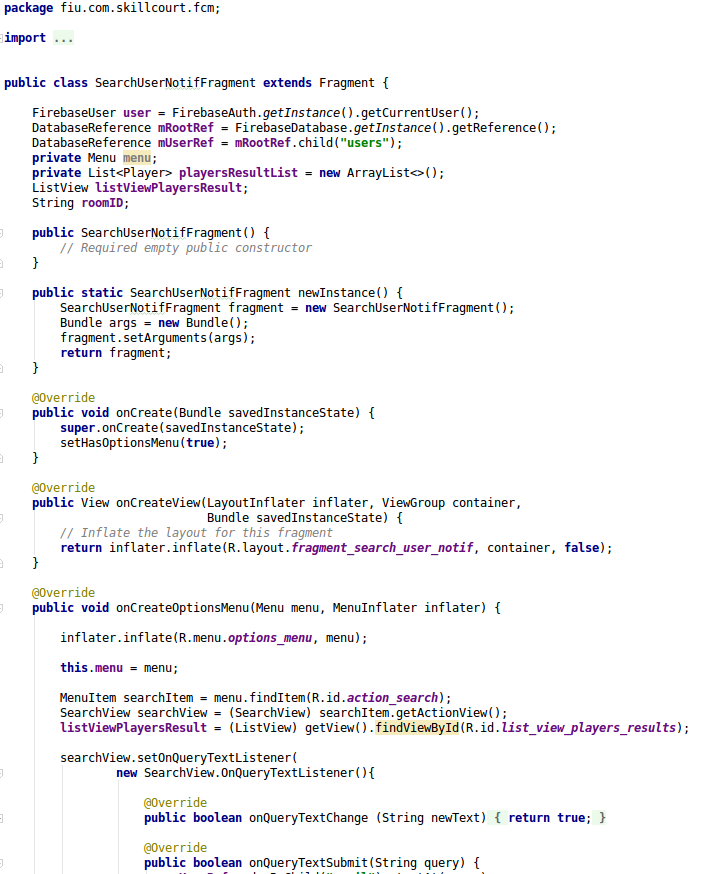 package fiu.com.skillcourt.fcm;
import ...
public class SearchUserNotifFragment extends Fragment {
FirebaseUser user = FirebaseAuth.getInstance().getCurrentUser();
DatabaseReference mRootRef = FirebaseDatabase.getInstance().getReference();
DatabaseReference mUserRef = mRootRef.child("users");
private Menu menu;
private List<Player> playersResultList = new ArrayList<>();
ListView listViewPlayersResult;
String roomID;
public SearchUserNotifFragment() {
// Required empty public constructor
}
public static SearchUserNotifFragment newInstance() {
SearchUserNotifFragment fragment = new SearchUserNotifFragment();
Bundle args = new Bundle();
fragment.setArguments(args);
return fragment;
}
@Override
public void onCreate(Bundle savedInstanceState) {
super.onCreate(savedInstanceState);
setHasOptionsMenu(true);
}
@Override
public View onCreateView(LayoutInflater inflater, ViewGroup container,
Bundle savedInstanceState) {
// Inflate the layout for this fragment
return inflater.inflate(R.layout.fragment_search_user_notif, container, false);
}
@Override
public void onCreateOptionsMenu(Menu menu, MenuInflater inflater) {
inflater.inflate(R.menu.options_menu, menu);
this.menu = menu;
MenuItem searchItem = menu.findItem(R.id.action_search);
SearchView searchView = (SearchView) searchItem.getActionView();
listViewPlayersResult = (ListView) getView().findViewById(R.id.list_view_players_results);
searchView.setOnQueryTextListener(
new SearchView.OnQueryTextListener(){
@Override
public boolean onQueryTextChange (String newText) { return true; }
@Override
public boolean onQueryTextSubmit(String query) {